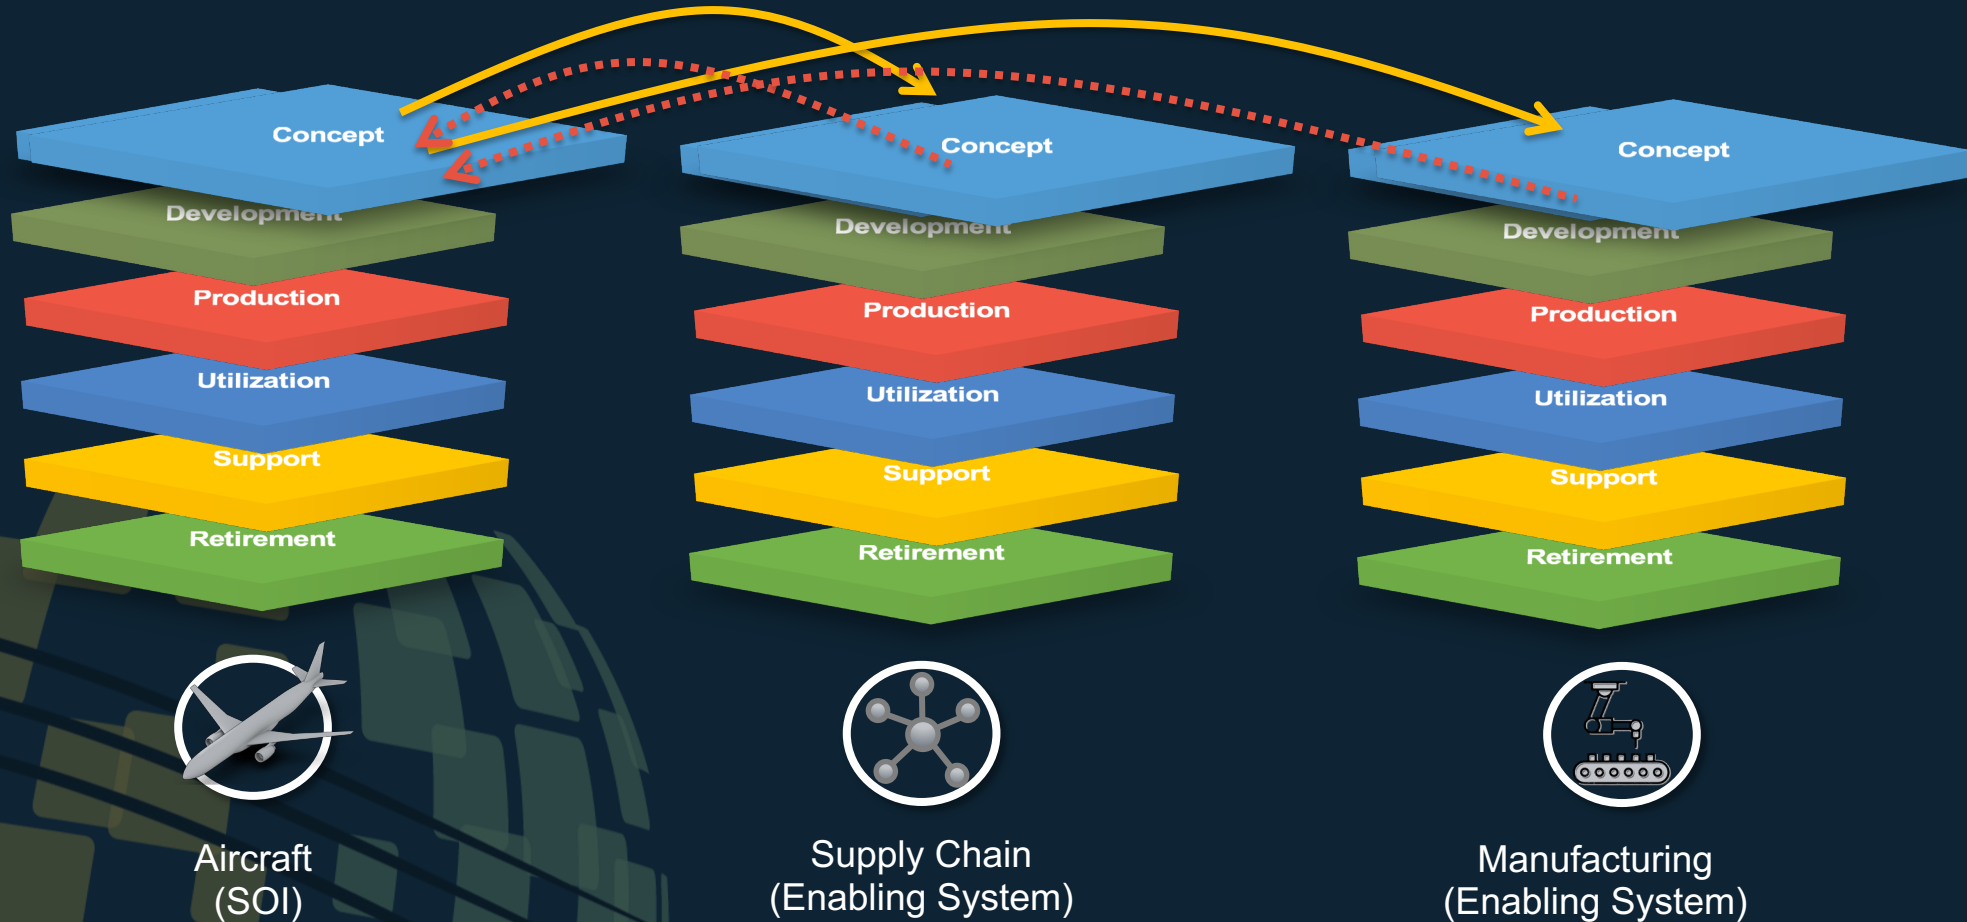 Concept
Development
Production
Utilization
Support
Retirement
Aircraft
(SOI)
Concept
Development
Production
Utilization
Support
Retirement
Supply Chain
(Enabling System)
Concept
Development
Production
Utilization
Support
Retirement
Manufacturing
(Enabling System)